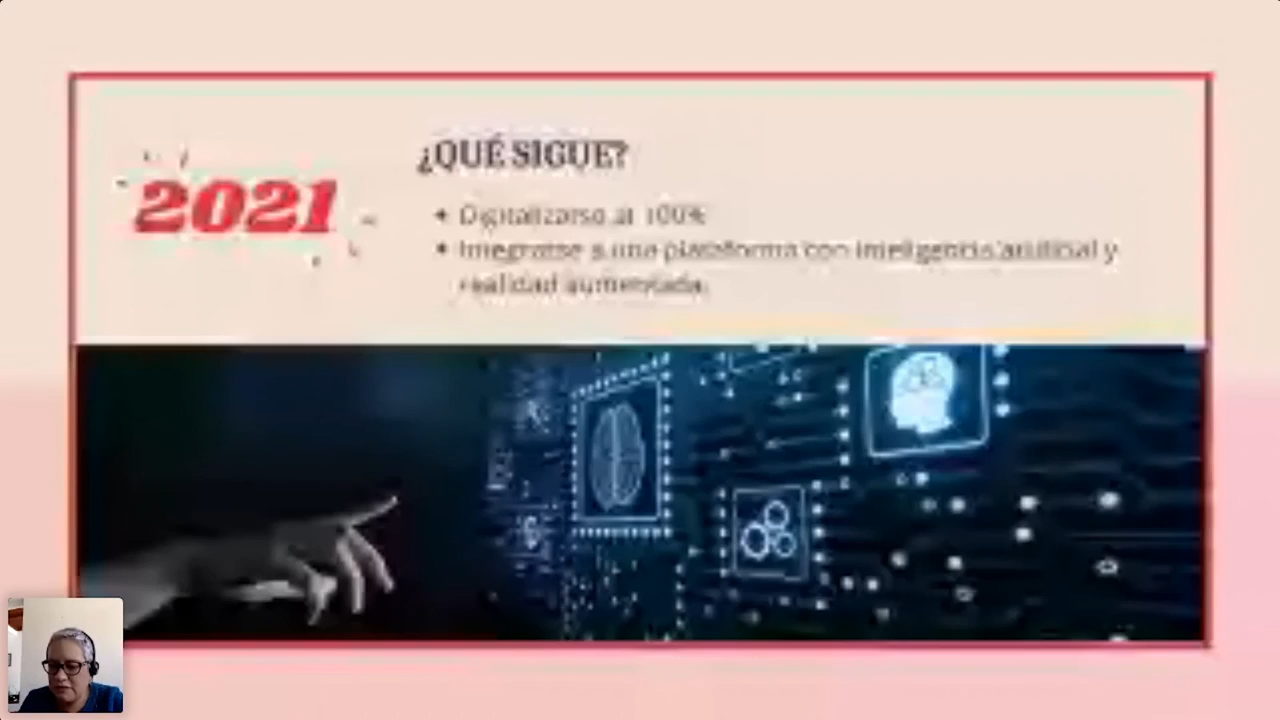 2021
¿QUÉ SIGUE?
• Digitalizarse al 100%
• Integrarse a una plataforma con inteligencia artificial y
realidad aumentada.